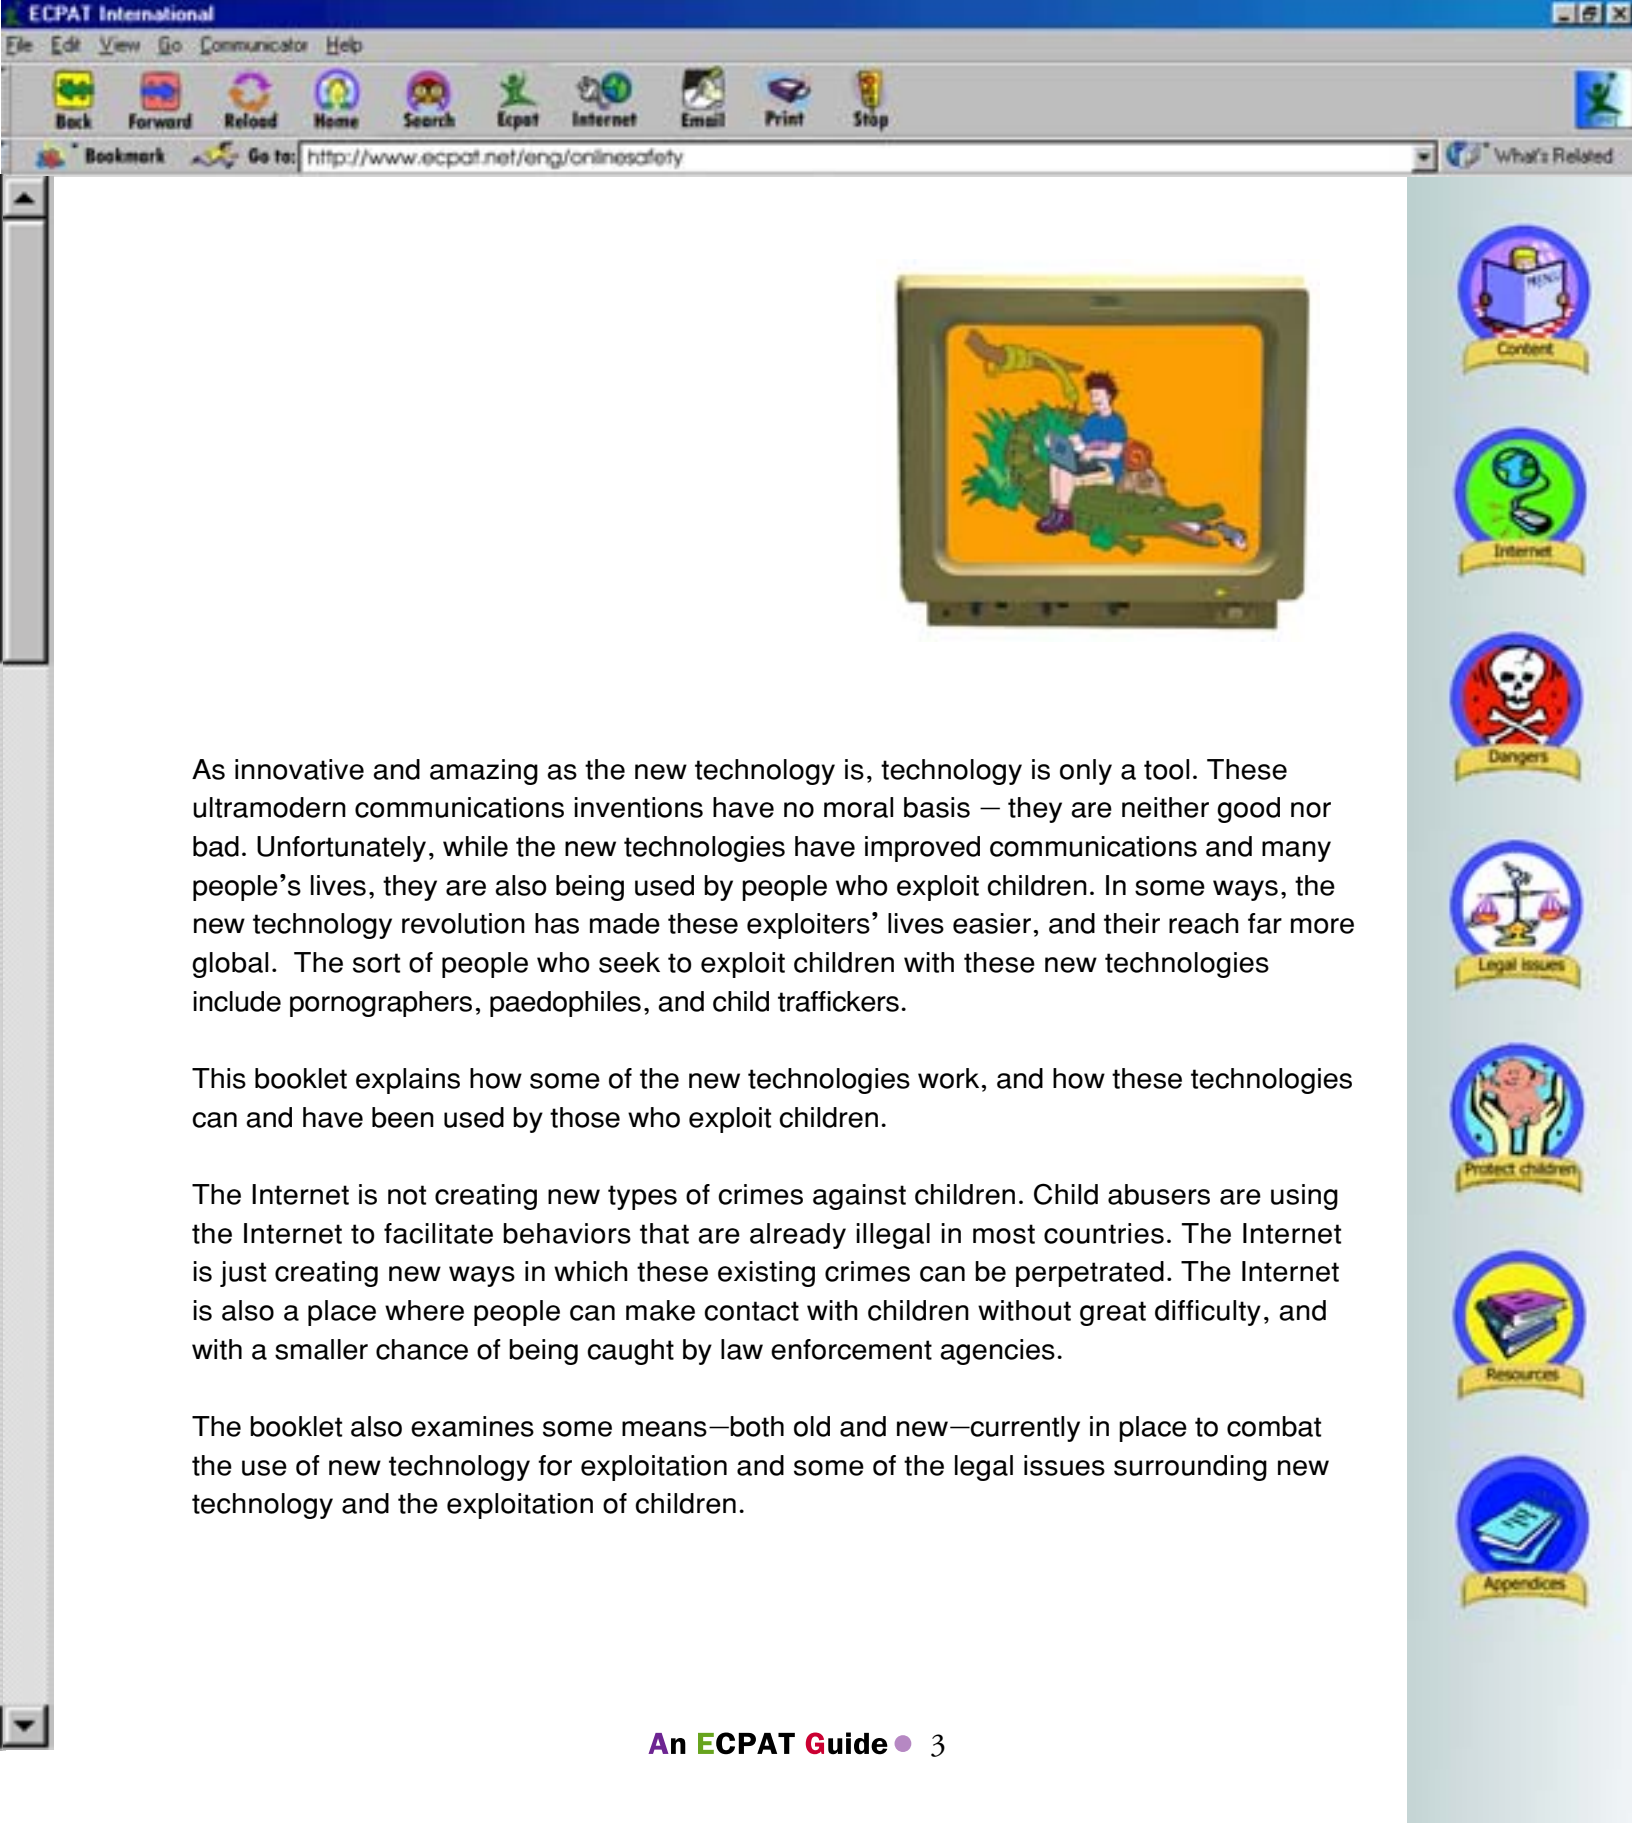 ECPAT International
File Edit View Go Communicator Help
Back Forward Reload Home Search Ecpat Internet Email Print Stop
Bookmark Go to: http://www.ecpat.net/eng/onlinesafety What's Related
MENU
Content
Internet
Dangers
Legal issues
Protect children
Resources
Appendices
As innovative and amazing as the new technology is, technology is only a tool. These
ultramodern communications inventions have no moral basis – they are neither good nor
bad. Unfortunately, while the new technologies have improved communications and many
people's lives, they are also being used by people who exploit children. In some ways, the
new technology revolution has made these exploiters' lives easier, and their reach far more
global.  The sort of people who seek to exploit children with these new technologies
include pornographers, paedophiles, and child traffickers.
This booklet explains how some of the new technologies work, and how these technologies
can and have been used by those who exploit children.
The Internet is not creating new types of crimes against children. Child abusers are using
the Internet to facilitate behaviors that are already illegal in most countries. The Internet
is just creating new ways in which these existing crimes can be perpetrated. The Internet
is also a place where people can make contact with children without great difficulty, and
with a smaller chance of being caught by law enforcement agencies.
The booklet also examines some means–both old and new–currently in place to combat
the use of new technology for exploitation and some of the legal issues surrounding new
technology and the exploitation of children.
An ECPAT Guide ● 3